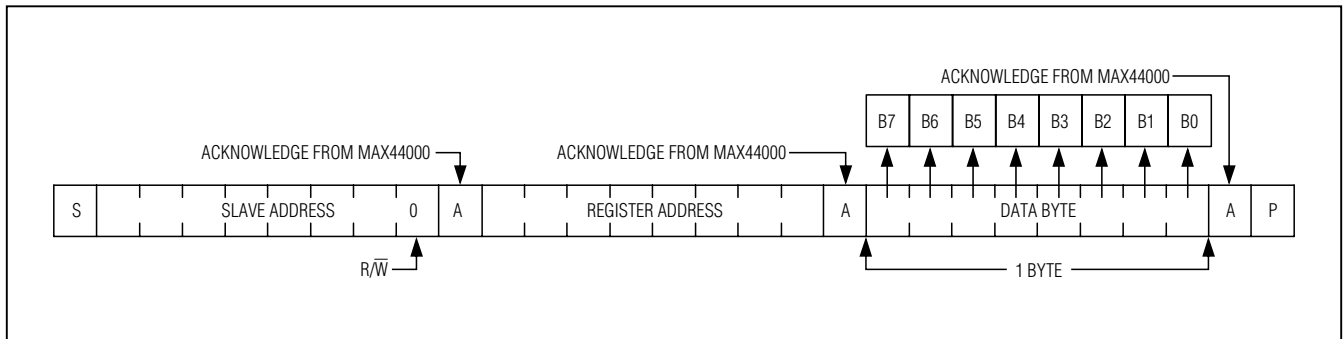 ACKNOWLEDGE FROM MAX44000
B7 B6 B5 B4 B3 B2 B1 B0
ACKNOWLEDGE FROM MAX44000 ACKNOWLEDGE FROM MAX44000
S SLAVE ADDRESS 0 A REGISTER ADDRESS A DATA BYTE A P
R/W̅ 1 BYTE